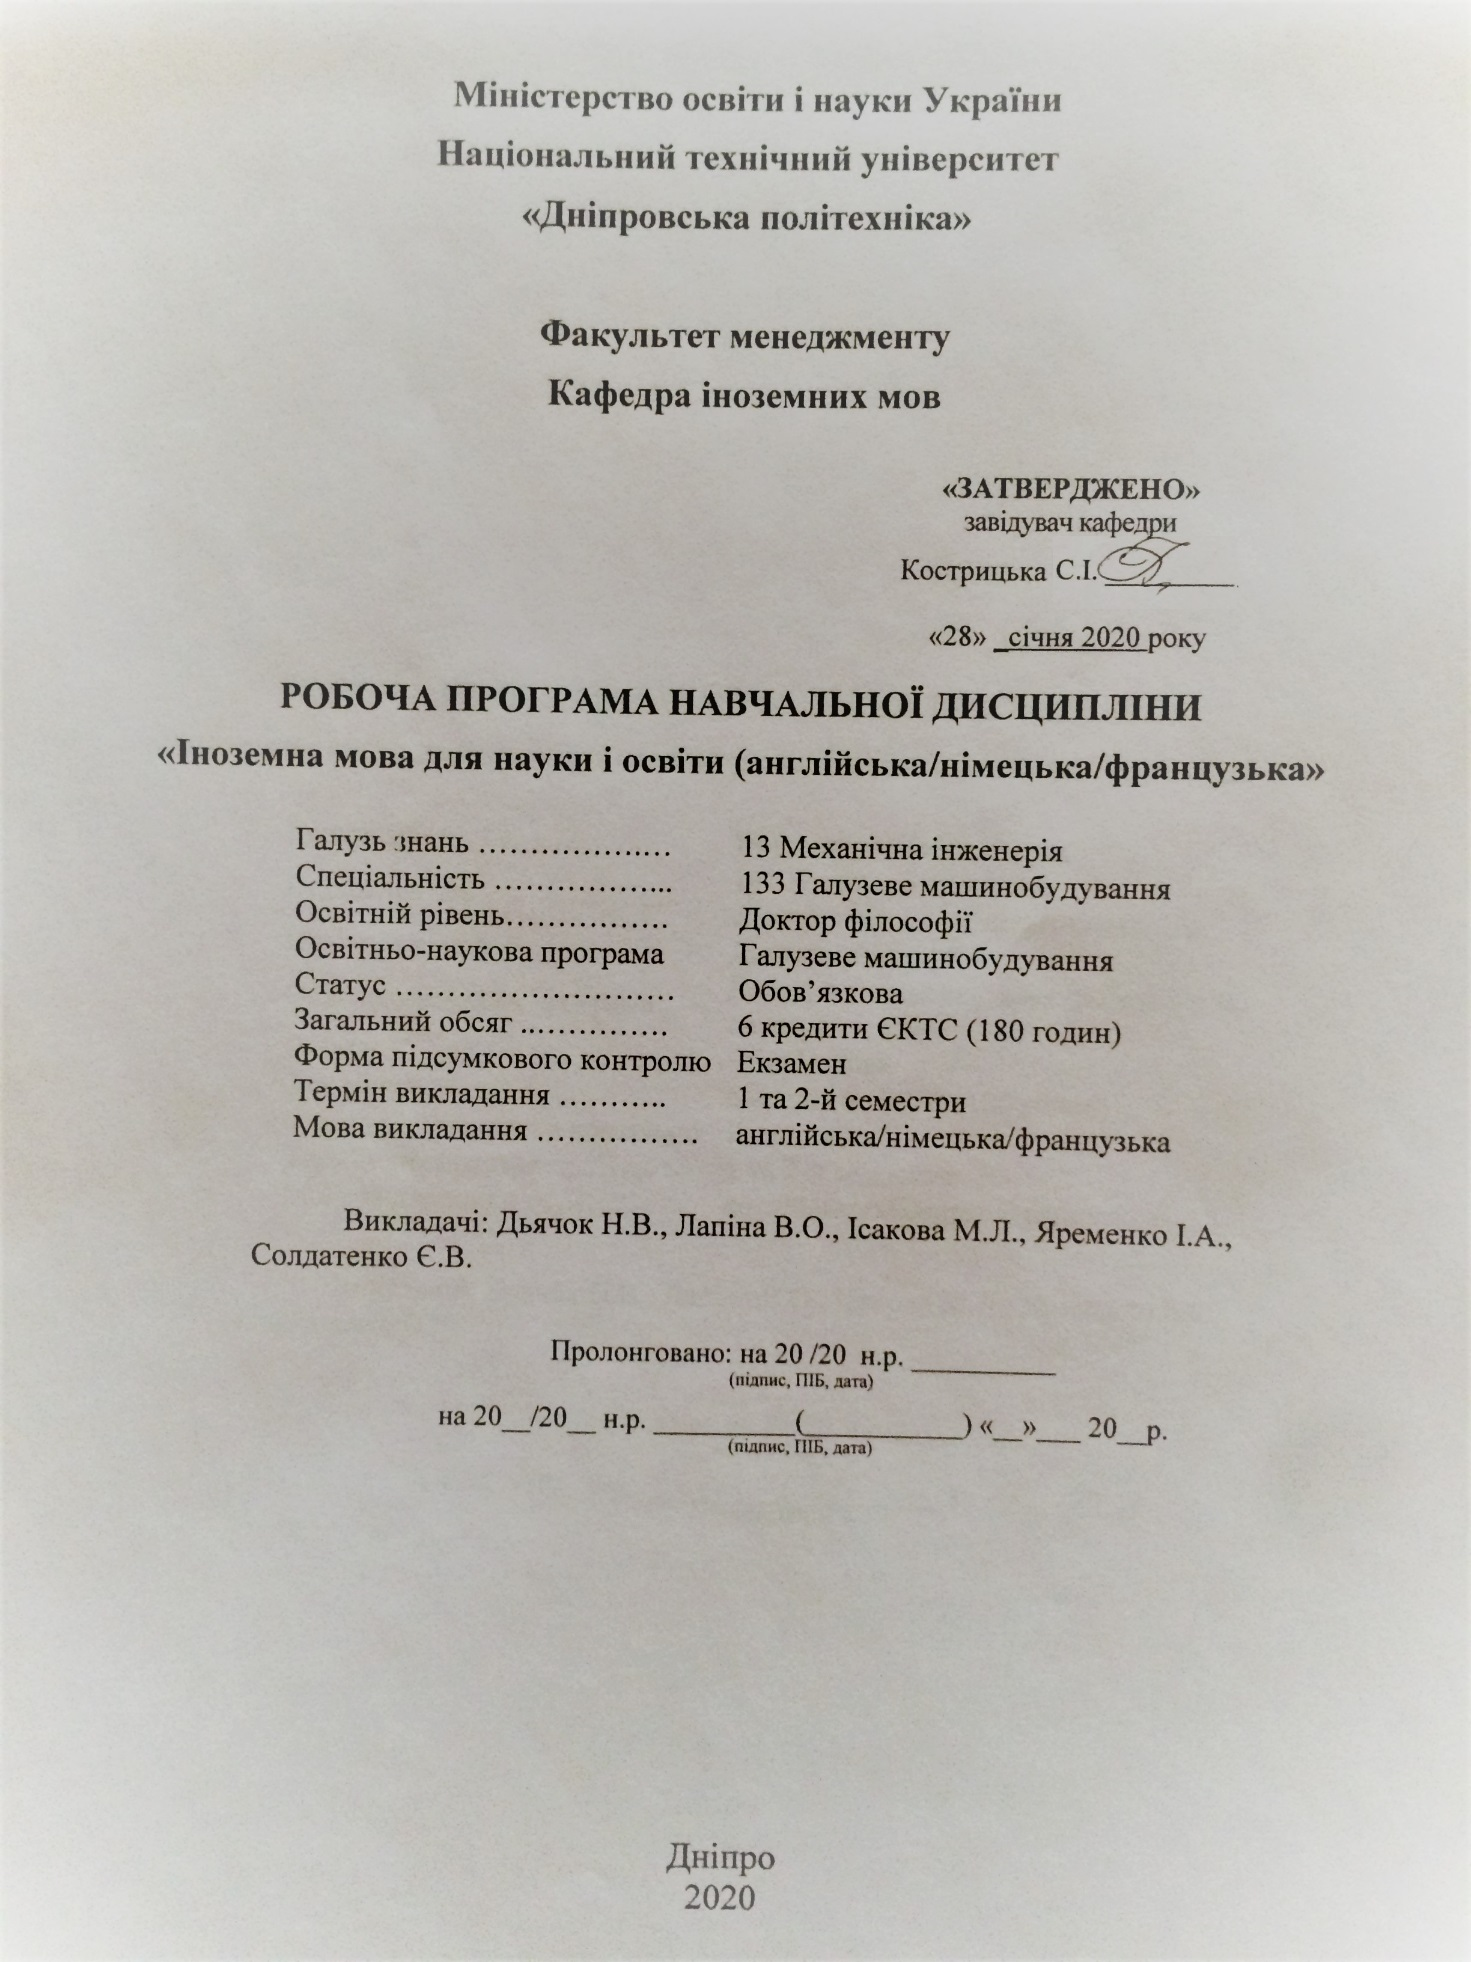 Міністерство освіти і науки України
Національний технічний університет
«Дніпровська політехніка»
Факультет менеджменту
Кафедра іноземних мов
«ЗАТВЕРДЖЕНО»
завідувач кафедри
Кострицька С.І.
«28» _січня 2020 року
РОБОЧА ПРОГРАМА НАВЧАЛЬНОЇ ДИСЦИПЛІНИ
«Іноземна мова для науки і освіти (англійська/німецька/французька»
Галузь знань ………………. 13 Механічна інженерія
Спеціальність ……………... 133 Галузеве машинобудування
Освітній рівень……………. Доктор філософії
Освітньо-наукова програма Галузеве машинобудування
Статус ……………………… Обов’язкова
Загальний обсяг ..………… 6 кредити ЄКТС (180 годин)
Форма підсумкового контролю Екзамен
Термін викладання ……….. 1 та 2-й семестри
Мова викладання ……………. англійська/німецька/французька
Викладачі: Дьячок Н.В., Лапіна В.О., Ісакова М.Л., Яременко І.А.,
Солдатенко Є.В.
Пролонговано: на 20 /20 н.р. __________
(підпис, ПІБ, дата)
на 20__/20__ н.р. __________(___________) «__»___ 20__р.
(підпис, ПІБ, дата)
Дніпро
2020